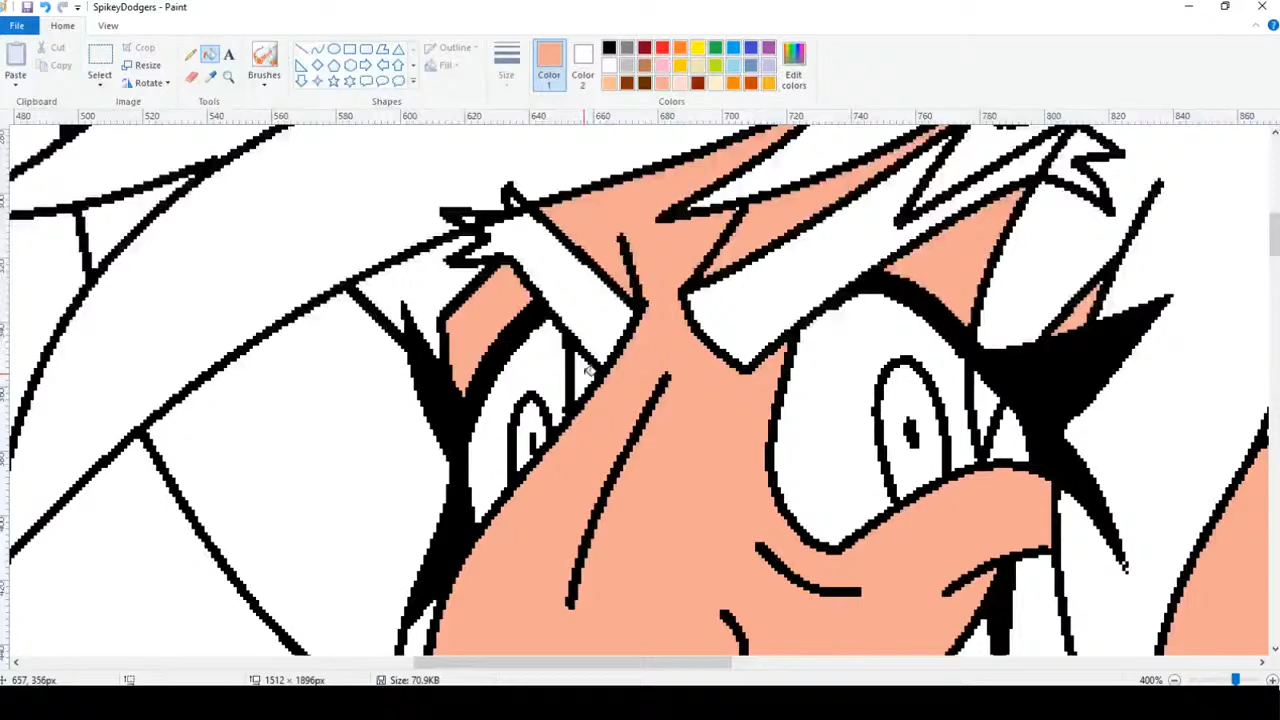 SpikeyDodgers - Paint
File Home View
Paste
Cut
Copy
Clipboard
Select
Crop
Resize
Rotate
Image
A
Tools
Brushes
Outline
Fill
Shapes
Size
Color 1
Color 2
Edit colors
Colors
480 500 520 540 560 580 600 620 640 660 680 700 720 740 760 780 800 820 840 860
657, 356px
1512 × 1896px
Size: 70.9KB
400%